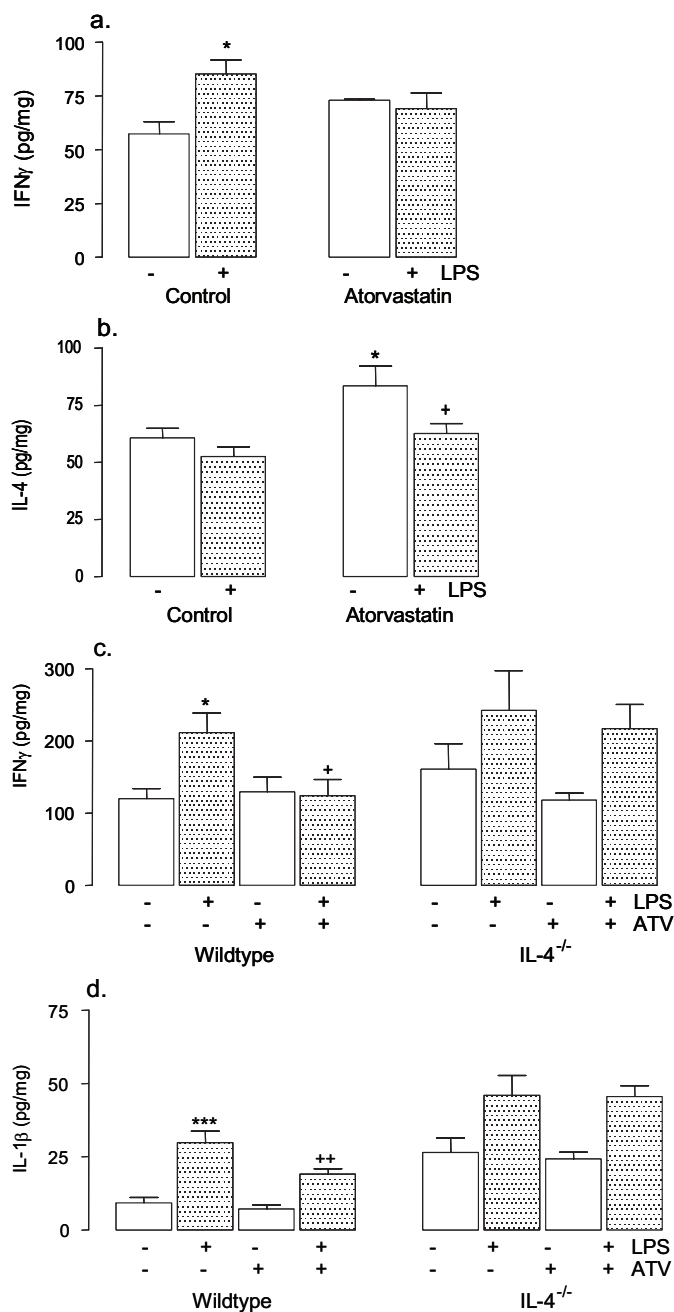 a.
100
75
50
25
0
IFNγ (pg/mg)
*
- + - + LPS
Control Atorvastatin
b.
100
75
50
25
0
IL-4 (pg/mg)
* +
- + - + LPS
Control Atorvastatin
c.
300
200
100
0
IFNγ (pg/mg)
* +
- + - + - + - + LPS
- - + + - - + + ATV
Wildtype IL-4-/-
d.
75
50
25
0
IL-1β (pg/mg)
*** ++
- + - + - + - + LPS
- - + + - - + + ATV
Wildtype IL-4-/-